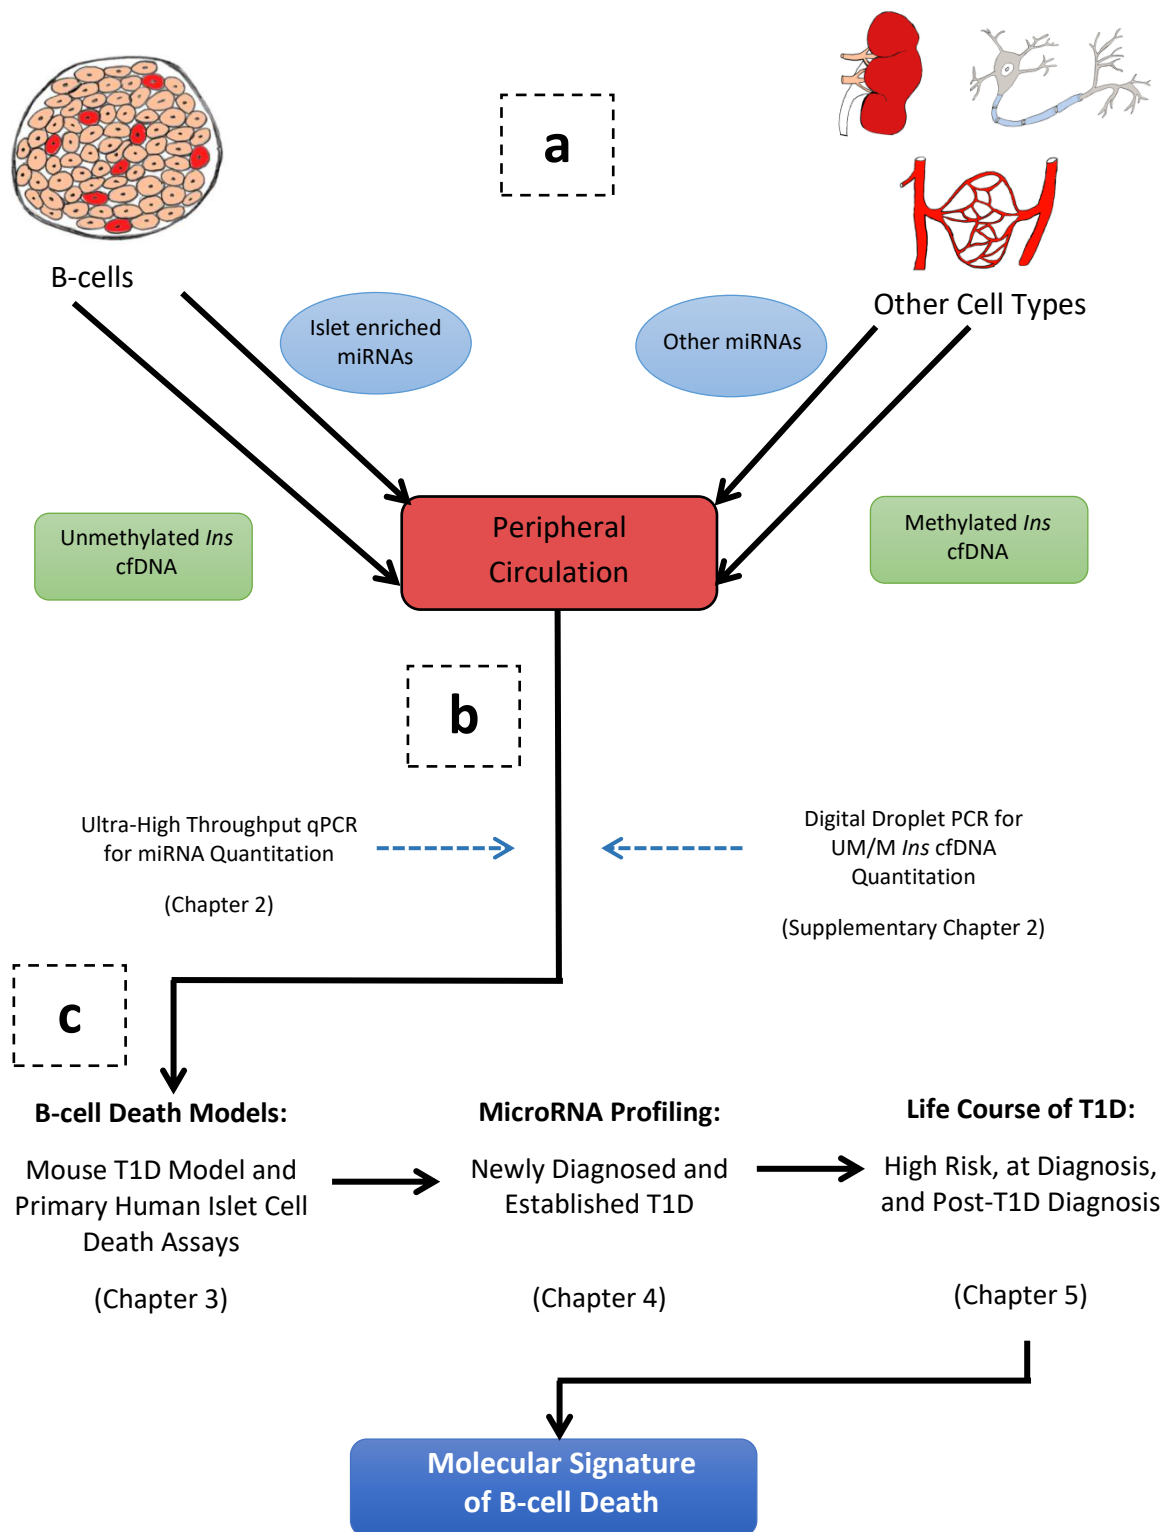 a
B-cells
Other Cell Types
Islet enriched
miRNAs
Other miRNAs
Unmethylated Ins
cfDNA
Peripheral
Circulation
Methylated Ins
cfDNA
b
Ultra-High Throughput qPCR
for miRNA Quantitation
(Chapter 2)
Digital Droplet PCR for
UM/M Ins cfDNA
Quantitation
(Supplementary Chapter 2)
c
B-cell Death Models:
Mouse T1D Model and
Primary Human Islet Cell
Death Assays
(Chapter 3)
MicroRNA Profiling:
Newly Diagnosed and
Established T1D
(Chapter 4)
Life Course of T1D:
High Risk, at Diagnosis,
and Post-T1D Diagnosis
(Chapter 5)
Molecular Signature
of B-cell Death